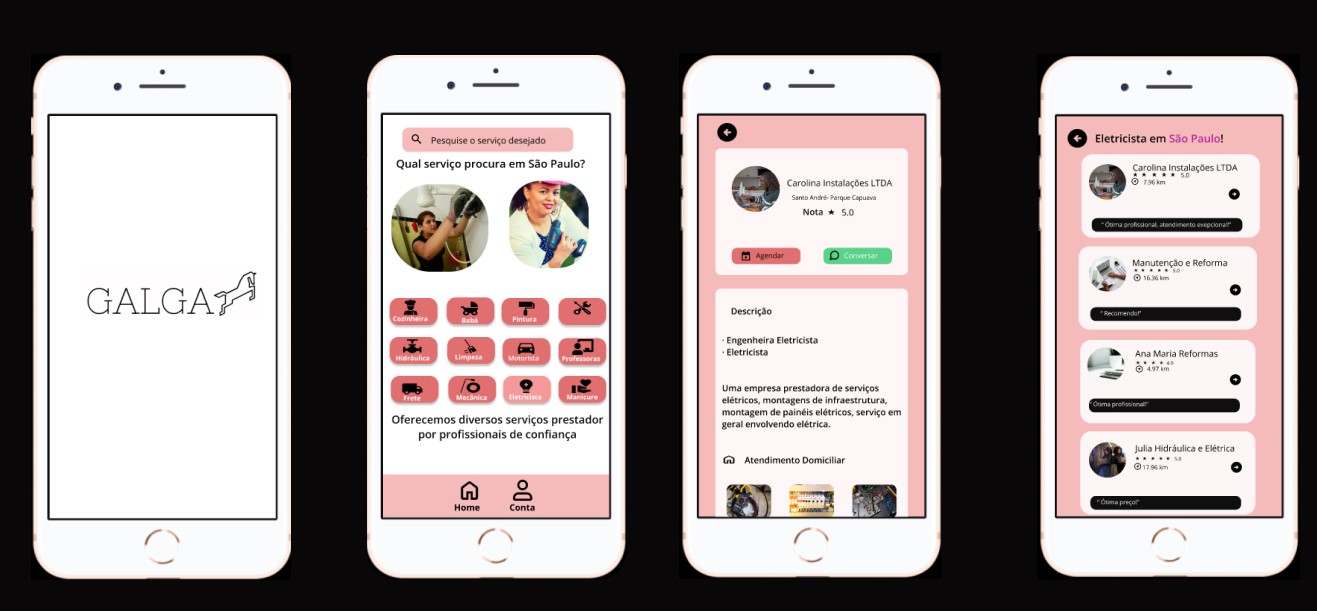 GALGA
Pesquise o serviço desejado
Qual serviço procura em São Paulo?
Cozinheira
Babá
Pintura
Hidráulica
Limpeza
Motorista
Professoras
Frete
Mecânica
Eletricista
Manicure
Oferecemos diversos serviços prestador
por profissionais de confiança
Home
Conta
Carolina Instalações LTDA
Santo André- Parque Capuava
Nota ★ 5.0
Agendar
Conversar
Descrição
· Engenheira Eletricista
· Eletricista
Uma empresa prestadora de serviços
elétricos, montagens de infraestrutura,
montagem de painéis elétricos, serviço em
geral envolvendo elétrica.
Atendimento Domiciliar
Eletricista em São Paulo!
Carolina Instalações LTDA
★ ★ ★ ★ ★ 5.0
7.96 km
" Ótima profissional, atendimento exepcional!"
Manutenção e Reforma
★ ★ ★ ★ ★ 5.0
16.36 km
" Recomendo!"
Ana Maria Reformas
★ ★ ★ ★ 4.0
4.97 km
"Ótima profissional!"
Julia Hidráulica e Elétrica
★ ★ ★ ★ ★ 5.0
17.96 km
" Ótima preço!"